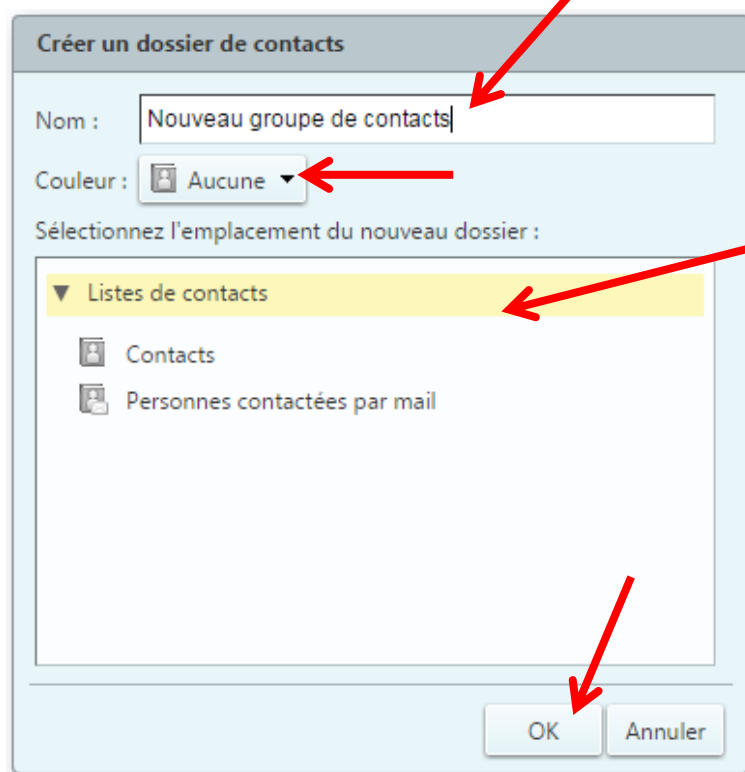 Créer un dossier de contacts
Nom : Nouveau groupe de contacts
Couleur : Aucune
Sélectionnez l'emplacement du nouveau dossier :
Listes de contacts
Contacts
Personnes contactées par mail
OK Annuler